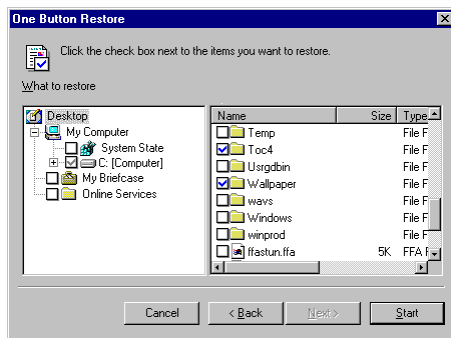 One Button Restore
Click the check box next to the items you want to restore.
What to restore
Desktop
My Computer
System State
C: [Computer]
My Briefcase
Online Services
Name Size Type
Temp File F
Toc4 File F
Usrgdbin File F
Wallpaper File F
wavs File F
Windows File F
winprod File F
ffastun.ffa 5K FFA F
Cancel
< Back
Next >
Start